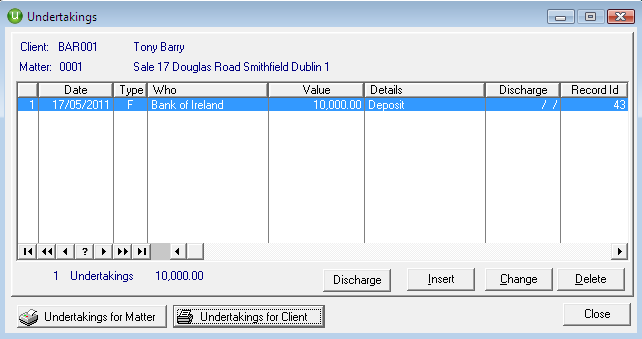 Undertakings
Client: BAR001 Tony Barry
Matter: 0001 Sale 17 Douglas Road Smithfield Dublin 1
Date Type Who Value Details Discharge Record Id
1 17/05/2011 F Bank of Ireland 10,000.00 Deposit / / 43
?
1 Undertakings 10,000.00
Discharge Insert Change Delete
Undertakings for Matter Undertakings for Client Close